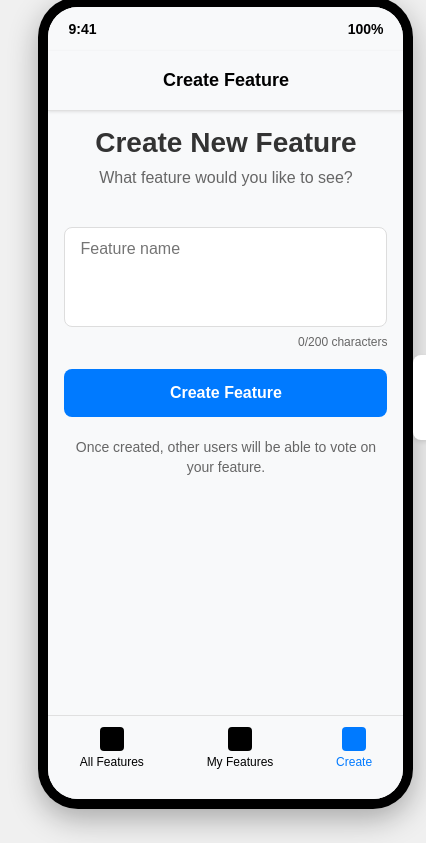 9:41 100%
Create Feature
Create New Feature
What feature would you like to see?
Feature name
0/200 characters
Create Feature
Once created, other users will be able to vote on
your feature.
All Features My Features Create